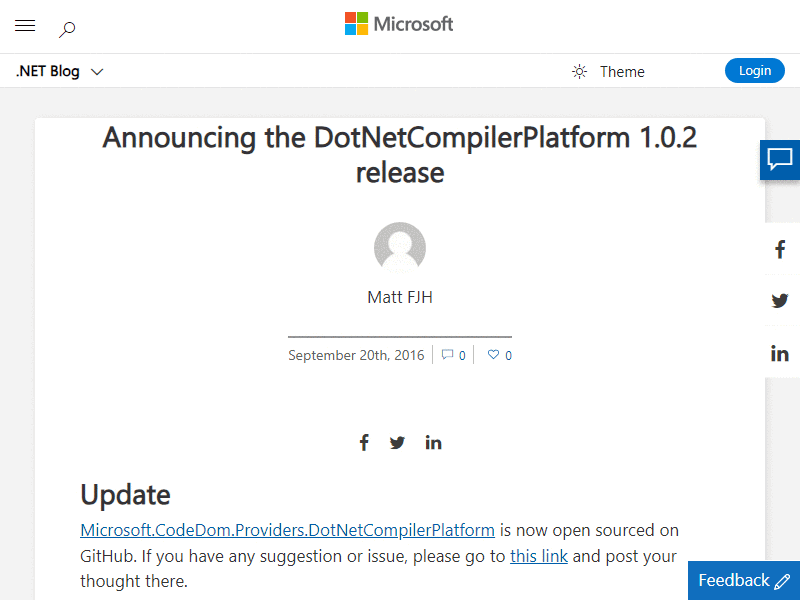 Microsoft
.NET Blog
Theme
Login
Announcing the DotNetCompilerPlatform 1.0.2
release
Matt FJH
September 20th, 2016
0
0
Update
Microsoft.CodeDom.Providers.DotNetCompilerPlatform is now open sourced on
GitHub. If you have any suggestion or issue, please go to this link and post your
thought there.
Feedback